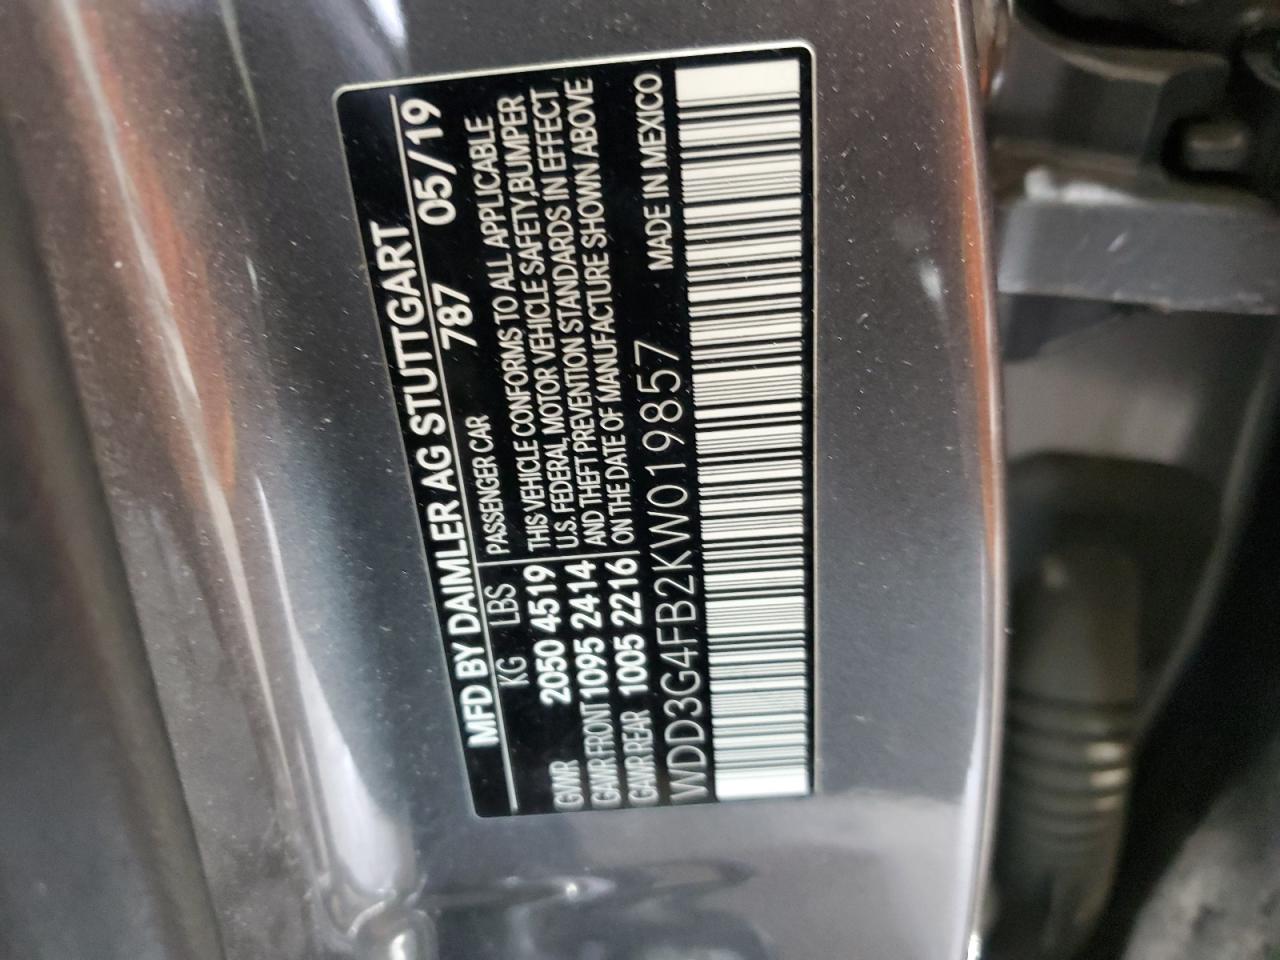 MFD BY DAIMLER AG STUTTGART
787 05/19
KG LBS PASSENGER CAR
GVWR 2050 4519
GAWR FRONT 1095 2414
GAWR REAR 1005 2216
THIS VEHICLE CONFORMS TO ALL APPLICABLE
U.S. FEDERAL MOTOR VEHICLE SAFETY, BUMPER
AND THEFT PREVENTION STANDARDS IN EFFECT
ON THE DATE OF MANUFACTURE SHOWN ABOVE
WDD3G4FB2KW019857 MADE IN MEXICO